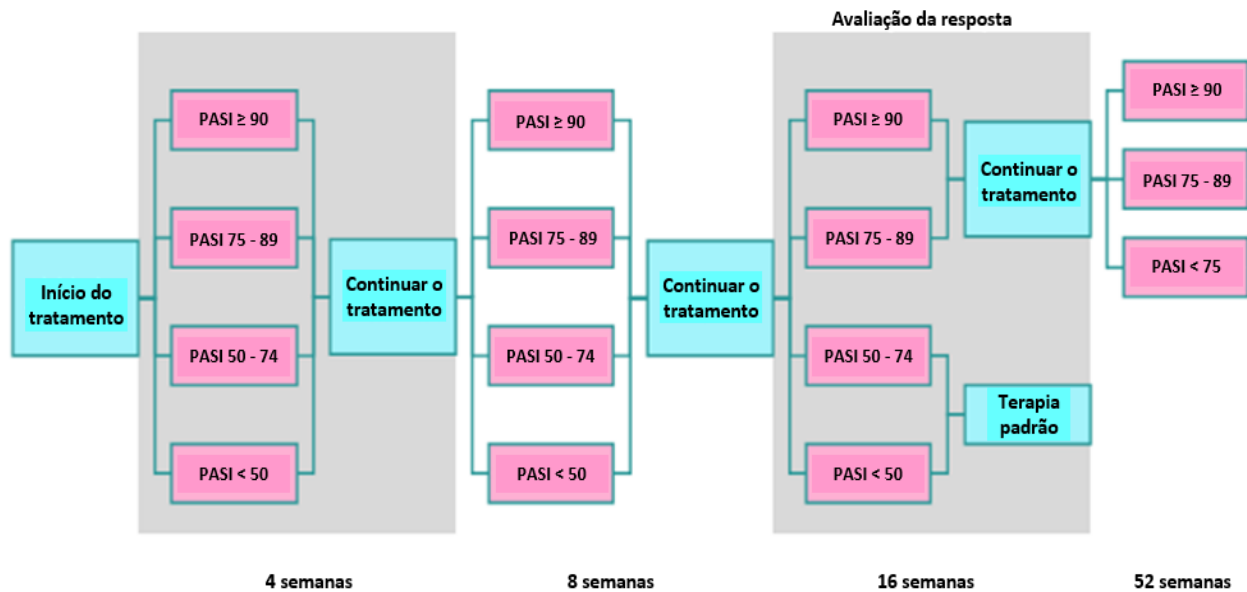 Avaliação da resposta
Início do
tratamento
PASI ≥ 90
PASI 75 - 89
PASI 50 - 74
PASI < 50
Continuar o
tratamento
PASI ≥ 90
PASI 75 - 89
PASI 50 - 74
PASI < 50
Continuar o
tratamento
PASI ≥ 90
PASI 75 - 89
PASI 50 - 74
PASI < 50
Continuar o
tratamento
Terapia
padrão
PASI ≥ 90
PASI 75 - 89
PASI < 75
4 semanas
8 semanas
16 semanas
52 semanas